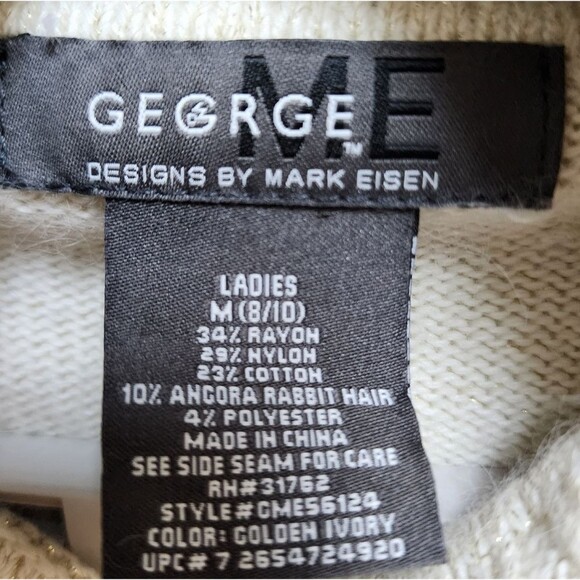 GEORGE ME™
DESIGNS BY MARK EISEN
LADIES
M (8/10)
34% RAYON
29% NYLON
23% COTTON
10% ANGORA RABBIT HAIR
4% POLYESTER
MADE IN CHINA
SEE SIDE SEAM FOR CARE
RN#31762
STYLE#GME56124
COLOR: GOLDEN IVORY
UPC# 7 2654724920